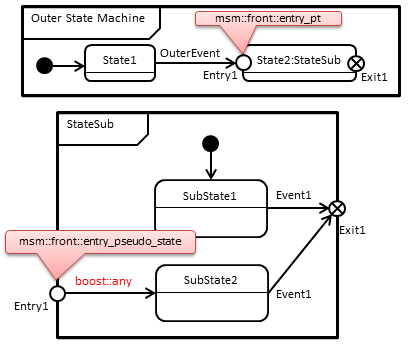 Outer State Machine
msm::front::entry_pt
State1
OuterEvent
State2:StateSub
Entry1
Exit1
StateSub
SubState1
Event1
msm::front::entry_pseudo_state
Exit1
boost::any
SubState2
Entry1
Event1